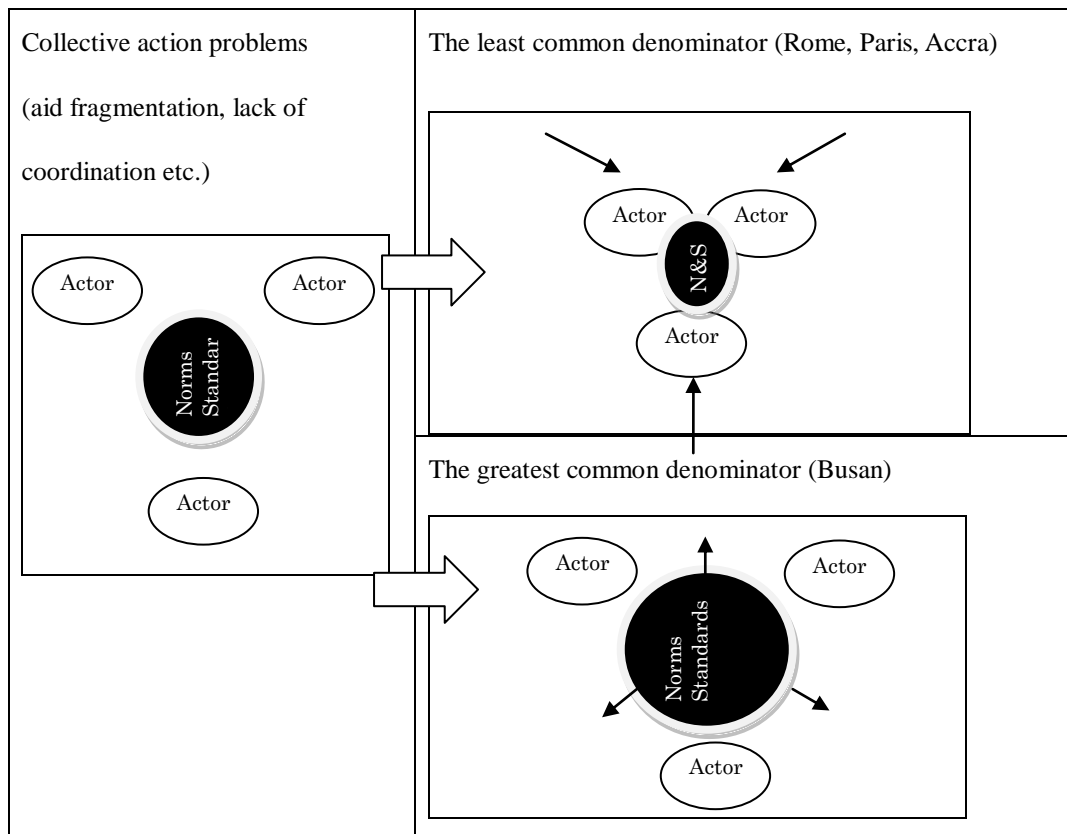 Collective action problems
(aid fragmentation, lack of
coordination etc.)
Actor
Actor
Norms
Standar
Actor
The least common denominator (Rome, Paris, Accra)
Actor
Actor
N&S
Actor
The greatest common denominator (Busan)
Actor
Actor
Norms
Standards
Actor